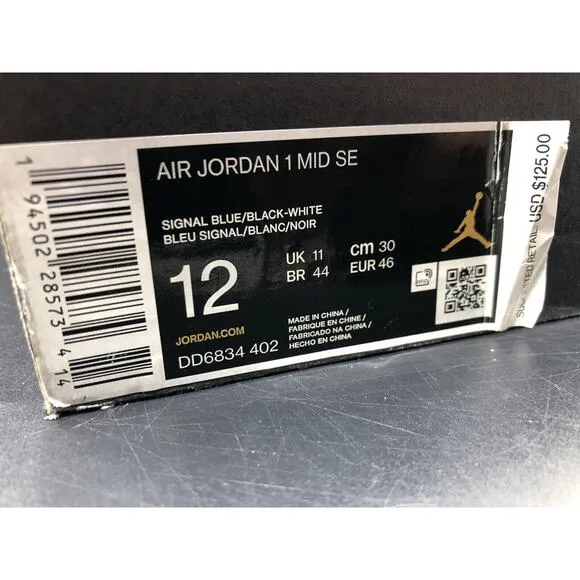 AIR JORDAN 1 MID SE
SIGNAL BLUE/BLACK-WHITE
BLEU SIGNAL/BLANC/NOIR
12
UK 11
BR 44
cm 30
EUR 46
JORDAN.COM
DD6834 402
MADE IN CHINA /
FABRIQUE EN CHINE /
FABRICADO NA CHINA /
HECHO EN CHINA
1 94502 28573 4 14
SUGGESTED RETAIL: USD $125.00